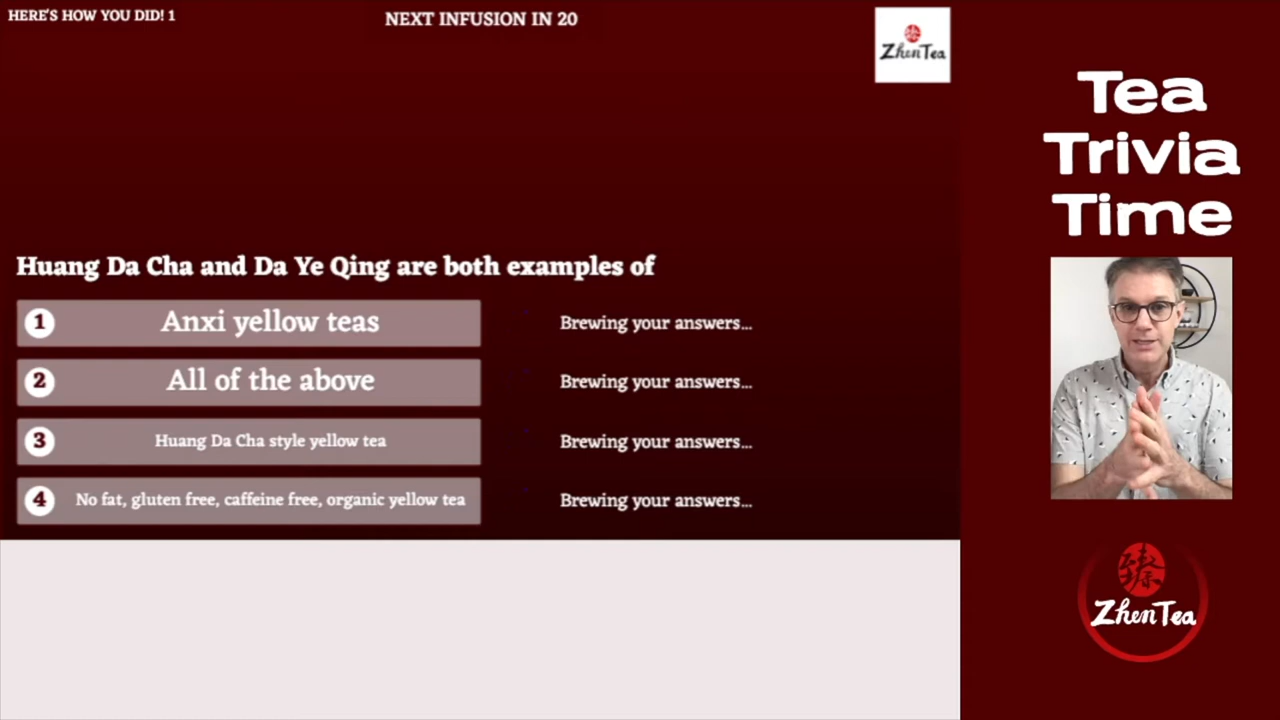 HERE'S HOW YOU DID! 1
NEXT INFUSION IN 20
ZhenTea
Tea
Trivia
Time
Huang Da Cha and Da Ye Qing are both examples of
1 Anxi yellow teas
Brewing your answers...
2 All of the above
Brewing your answers...
3 Huang Da Cha style yellow tea
Brewing your answers...
4 No fat, gluten free, caffeine free, organic yellow tea
Brewing your answers...
臻
ZhenTea